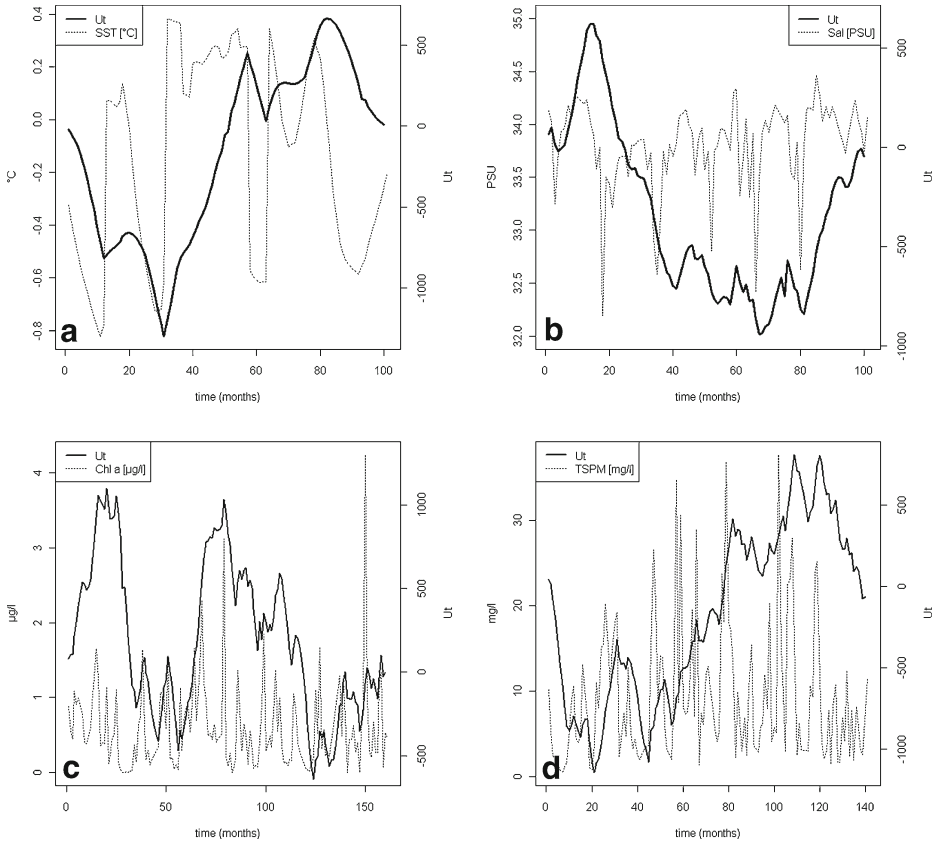 Ut
SST [°C]
0.4
0.2
0.0
-0.2
-0.4
-0.6
-0.8
°C
500
0
-500
-1000
Ut
a
0 20 40 60 80 100
time (months)
Ut
Sal [PSU]
35.0
34.5
34.0
33.5
33.0
32.5
32.0
PSU
500
0
-500
-1000
Ut
b
0 20 40 60 80 100
time (months)
Ut
Chl a [µg/l]
4
3
2
1
0
µg/l
1000
500
0
-500
Ut
c
0 50 100 150
time (months)
Ut
TSPM [mg/l]
30
20
10
0
mg/l
500
0
-500
-1000
Ut
d
0 20 40 60 80 100 120 140
time (months)